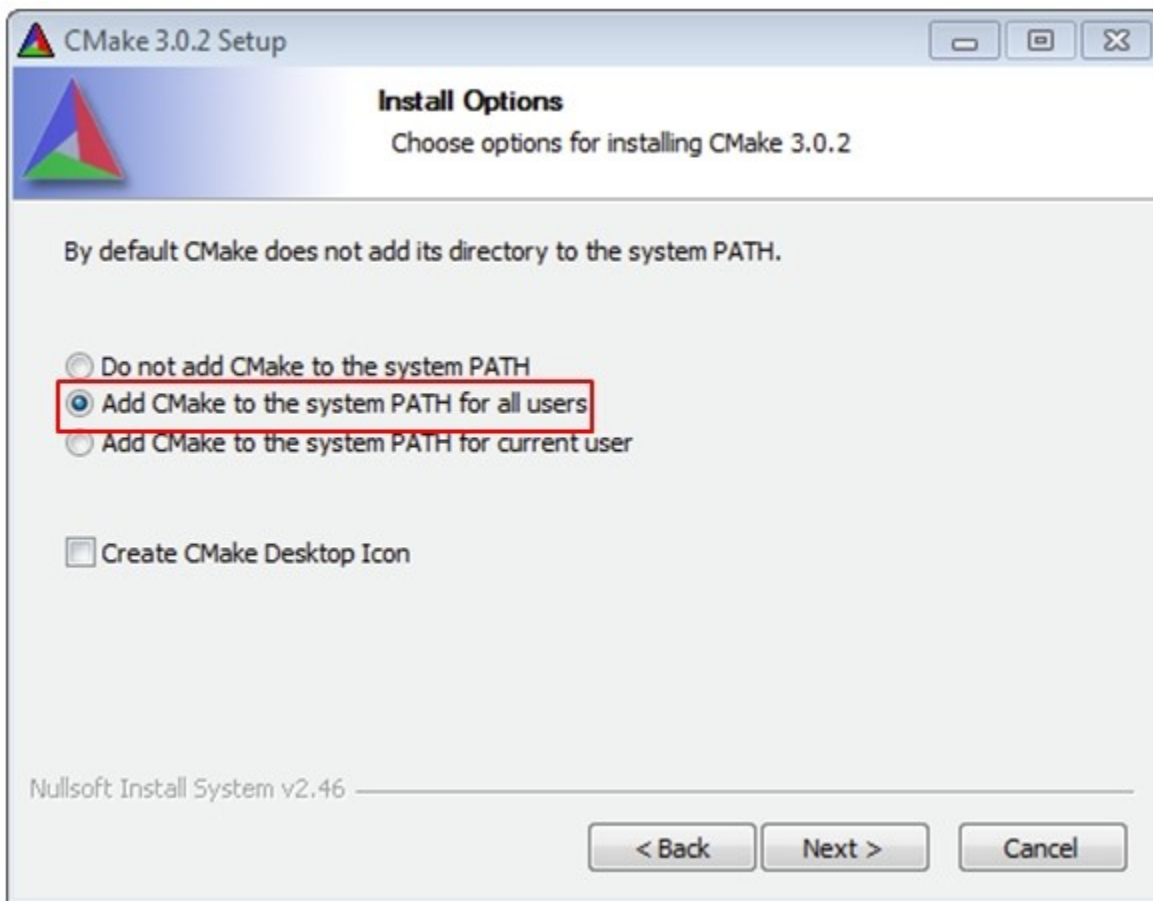 CMake 3.0.2 Setup
Install Options
Choose options for installing CMake 3.0.2
By default CMake does not add its directory to the system PATH.
Do not add CMake to the system PATH
Add CMake to the system PATH for all users
Add CMake to the system PATH for current user
Create CMake Desktop Icon
Nullsoft Install System v2.46
< Back Next > Cancel